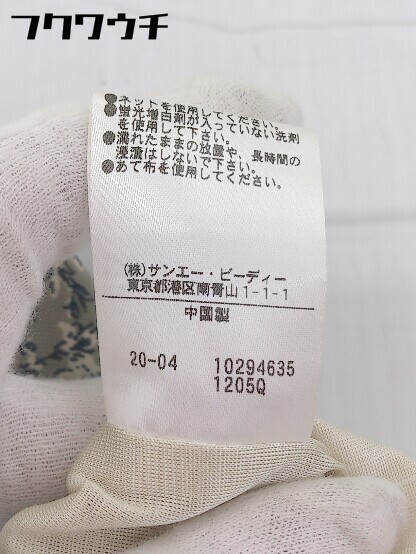 フクワウチ
●ネットを使用してください。
●蛍光増白剤が入っていない洗剤
を使用して下さい。
●濡れたままの放置や、長時間の
浸漬はしないで下さい。
●あて布を使用してください。
(株)サンエー・ビーディー
東京都港区南青山1-1-1
中国製
20-04 10294635
1205Q